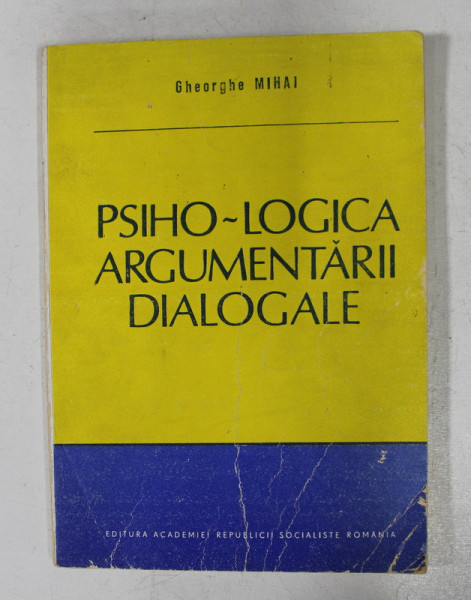 Gheorghe MIHAI
PSIHO~LOGICA
ARGUMENTĂRII
DIALOGALE
EDITURA ACADEMIEI REPUBLICII SOCIALISTE ROMÂNIA